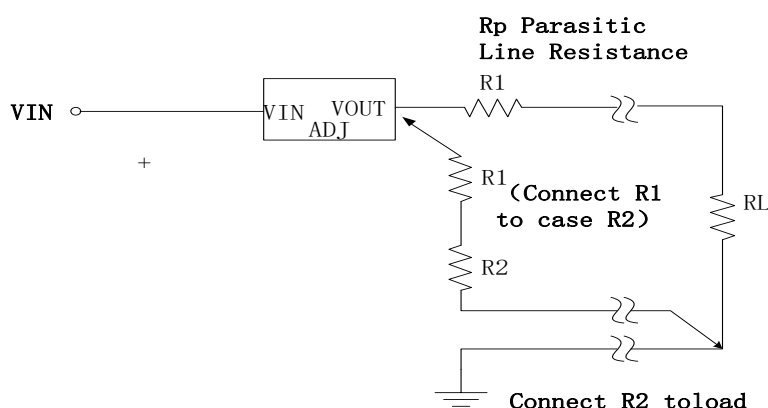 Rp Parasitic
Line Resistance
R1
VIN
VIN VOUT
ADJ
+
R1
(Connect R1
to case R2)
RL
R2
Connect R2 toload